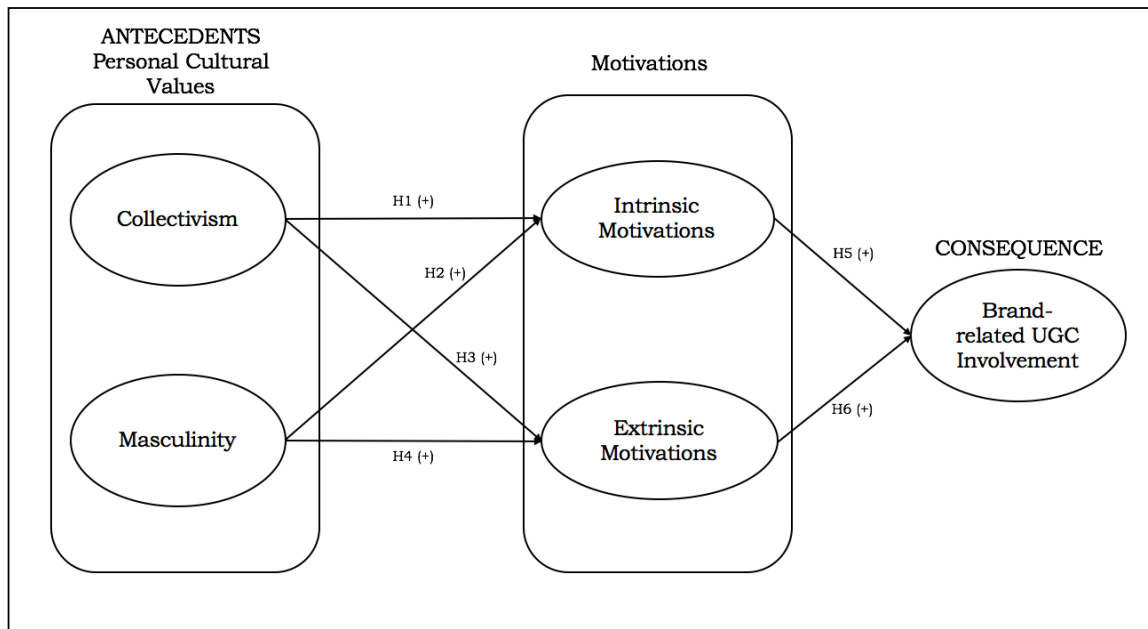 ANTECEDENTS
Personal Cultural
Values
Motivations
Collectivism
H1 (+)
Intrinsic
Motivations
H2 (+)
H5 (+)
CONSEQUENCE
Brand-
related UGC
Involvement
H3 (+)
Masculinity
H4 (+)
Extrinsic
Motivations
H6 (+)